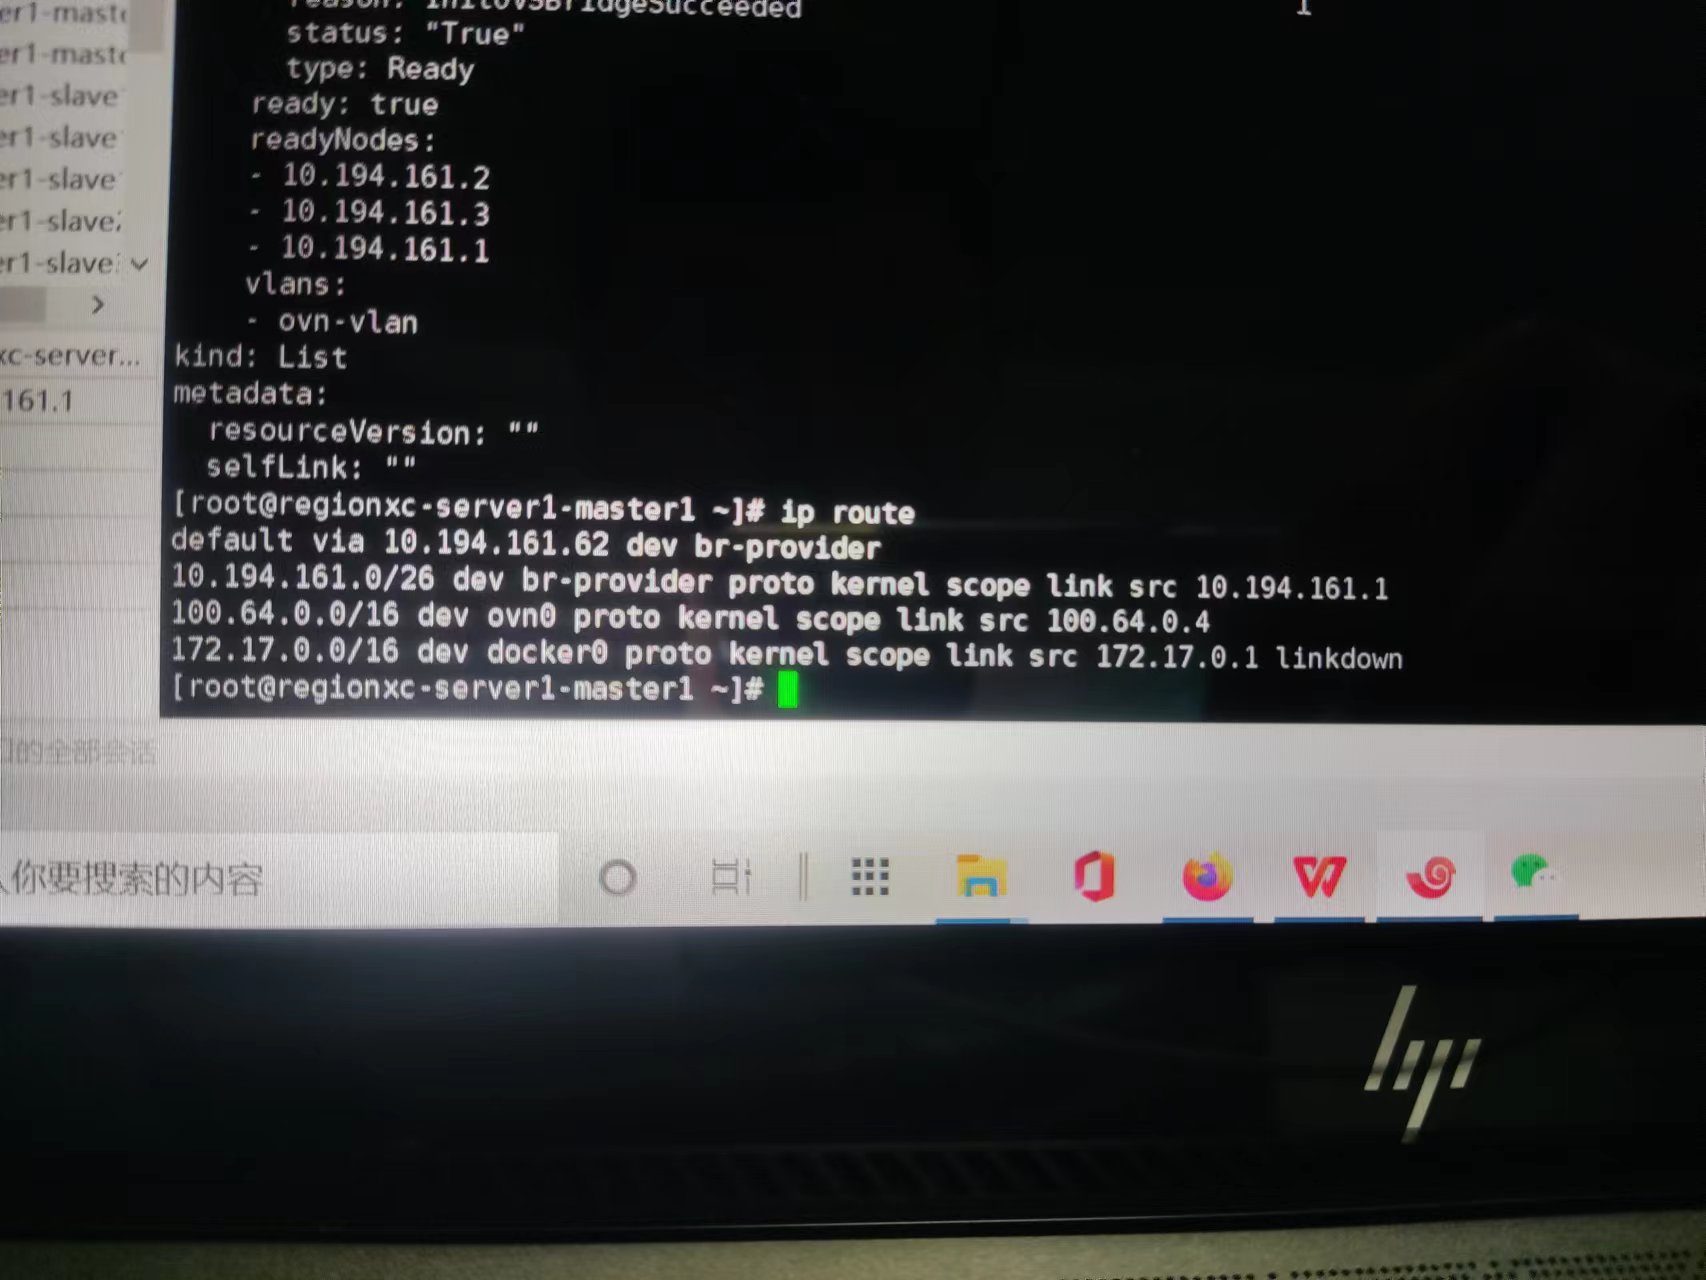 er1-maste
er1-maste
er1-slave
er1-slave
er1-slave
er1-slave2
er1-slave
xc-server...
161.1
reason: InitOVSBridgeSucceeded
status: "True"
type: Ready
ready: true
readyNodes:
- 10.194.161.2
- 10.194.161.3
- 10.194.161.1
vlans:
- ovn-vlan
kind: List
metadata:
resourceVersion: ""
selfLink: ""
[root@regionxc-server1-master1 ~]# ip route
default via 10.194.161.62 dev br-provider
10.194.161.0/26 dev br-provider proto kernel scope link src 10.194.161.1
100.64.0.0/16 dev ovn0 proto kernel scope link src 100.64.0.4
172.17.0.0/16 dev docker0 proto kernel scope link src 172.17.0.1 linkdown
[root@regionxc-server1-master1 ~]#
的全部会话
你要搜索的内容
hp